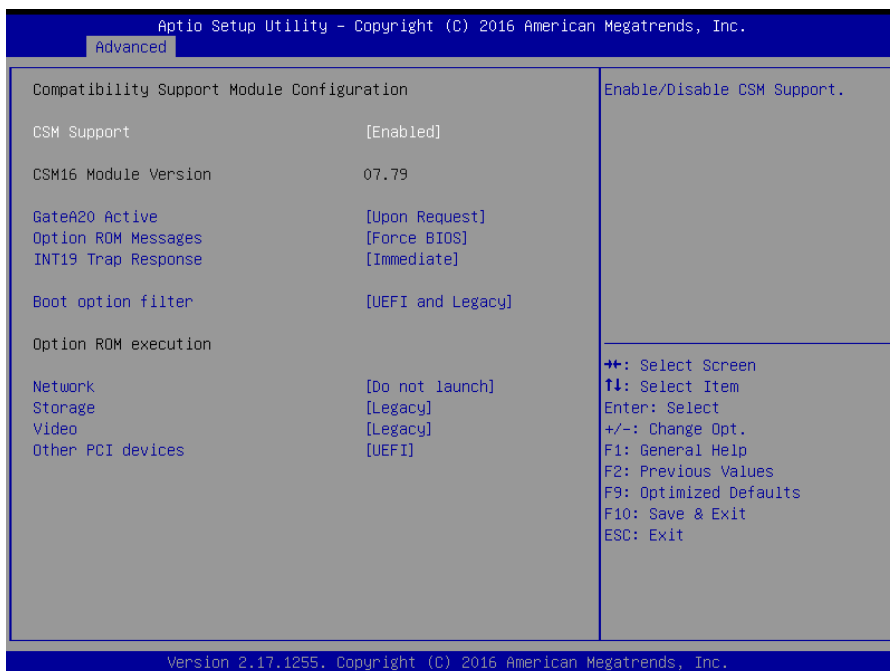 Aptio Setup Utility – Copyright (C) 2016 American Megatrends, Inc.
Advanced
Compatibility Support Module Configuration
CSM Support [Enabled]
CSM16 Module Version 07.79
GateA20 Active [Upon Request]
Option ROM Messages [Force BIOS]
INT19 Trap Response [Immediate]
Boot option filter [UEFI and Legacy]
Option ROM execution
Network [Do not launch]
Storage [Legacy]
Video [Legacy]
Other PCI devices [UEFI]
Enable/Disable CSM Support.
→←: Select Screen
↑↓: Select Item
Enter: Select
+/-: Change Opt.
F1: General Help
F2: Previous Values
F9: Optimized Defaults
F10: Save & Exit
ESC: Exit
Version 2.17.1255. Copyright (C) 2016 American Megatrends, Inc.